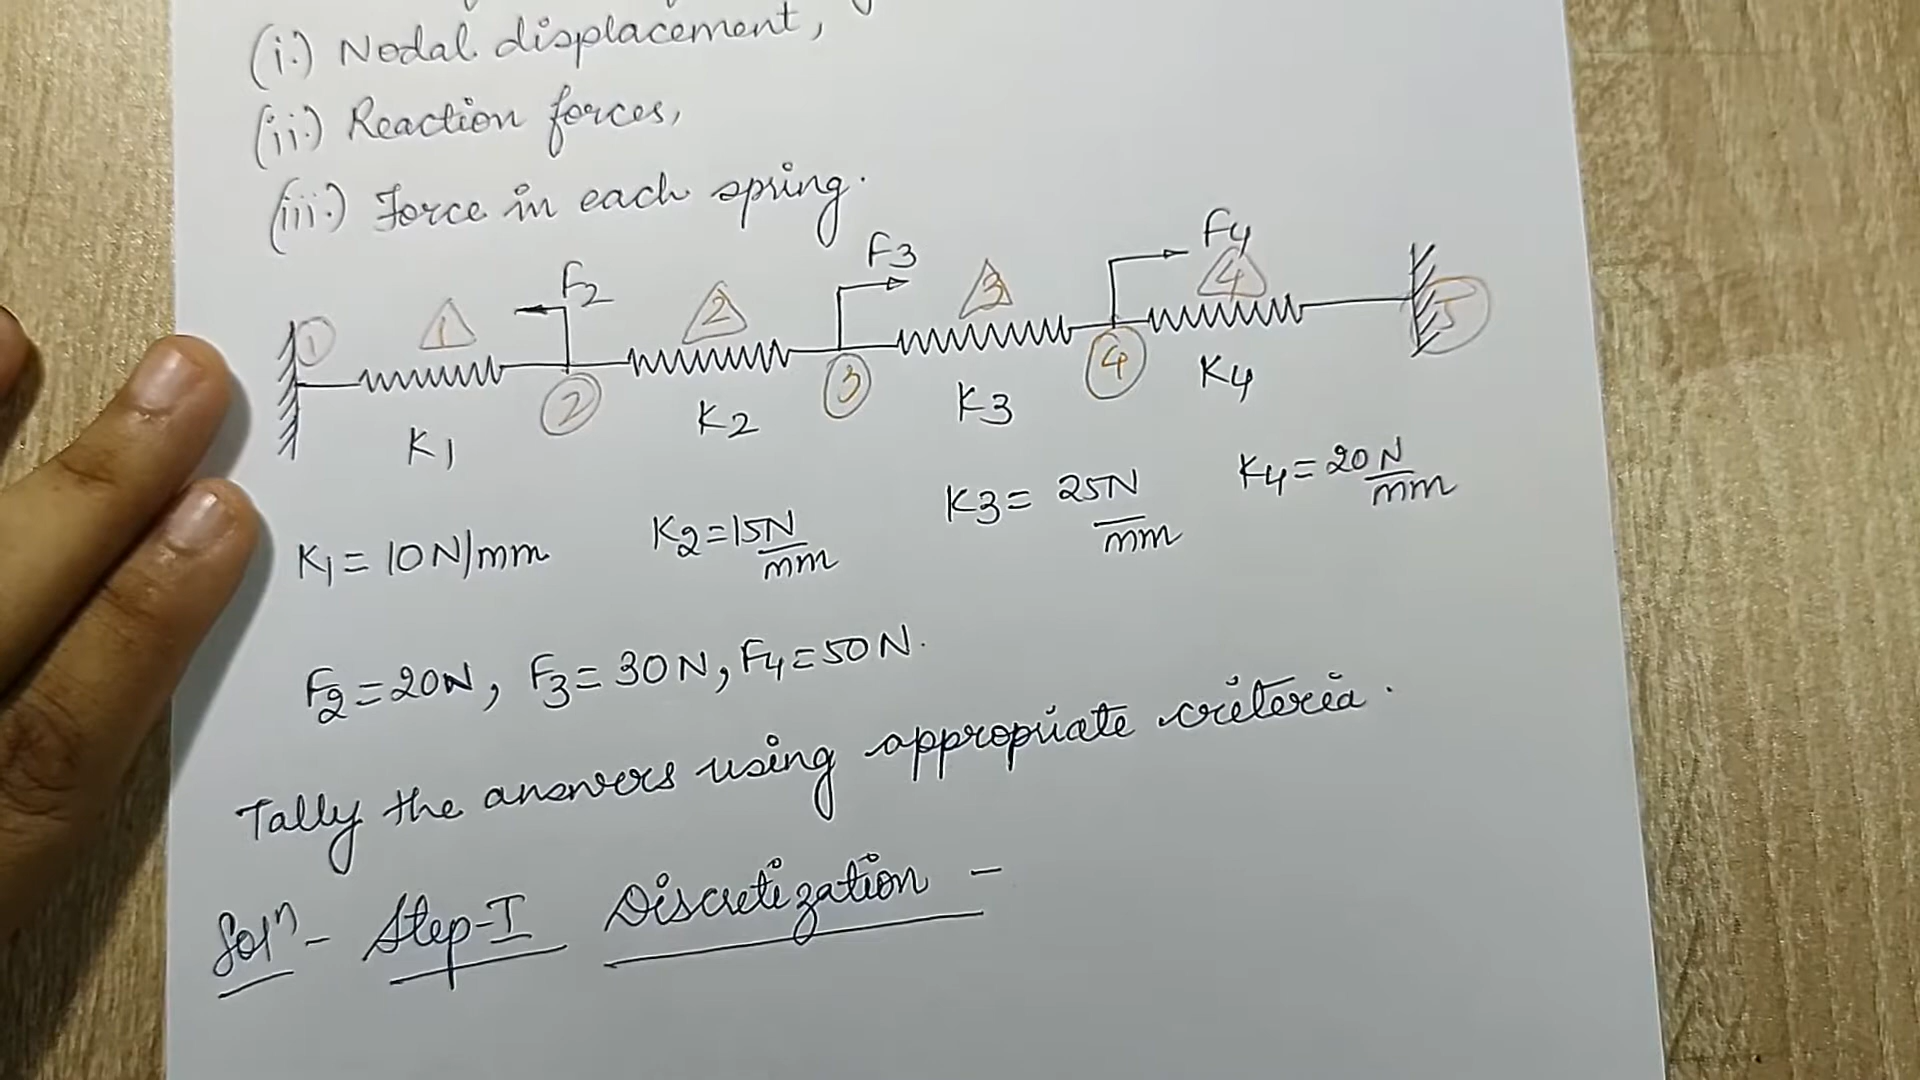 (i.) Nodal displacement,
(ii.) Reaction forces,
(iii.) Force in each spring.
F2 F3 F4
1 1 2 2 3 3 4 4 5
K1 K2 K3 K4
K1 = 10N/mm K2 = 15N/mm K3 = 25N/mm K4 = 20N/mm
F2 = 20N, F3 = 30N, F4 = 50N.
Tally the answers using appropriate criteria.
Solⁿ - Step-I Discretization -